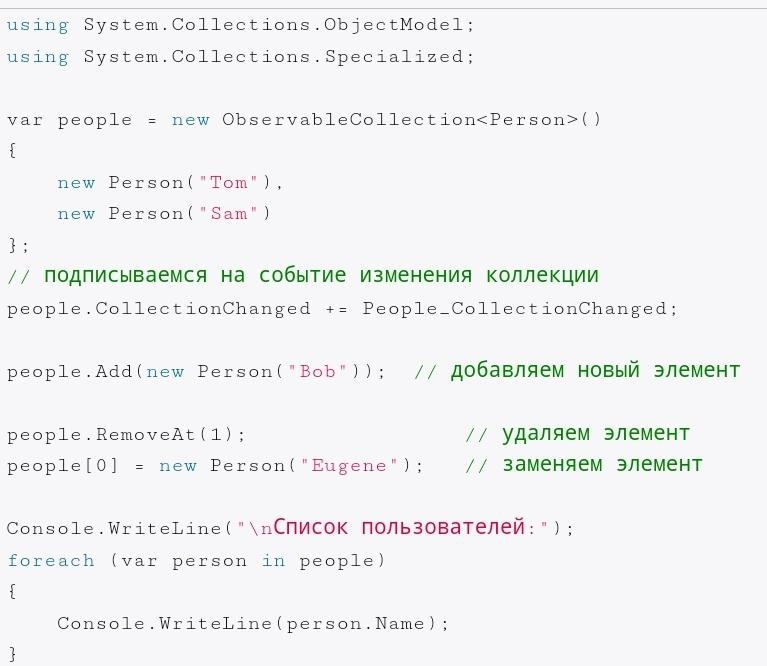 using System.Collections.ObjectModel;
using System.Collections.Specialized;

var people = new ObservableCollection<Person>()
{
    new Person("Tom"),
    new Person("Sam")
};
// подписываемся на событие изменения коллекции
people.CollectionChanged += People_CollectionChanged;

people.Add(new Person("Bob"));  // добавляем новый элемент

people.RemoveAt(1);                 // удаляем элемент
people[0] = new Person("Eugene");   // заменяем элемент

Console.WriteLine("\nСписок пользователей:");
foreach (var person in people)
{
    Console.WriteLine(person.Name);
}